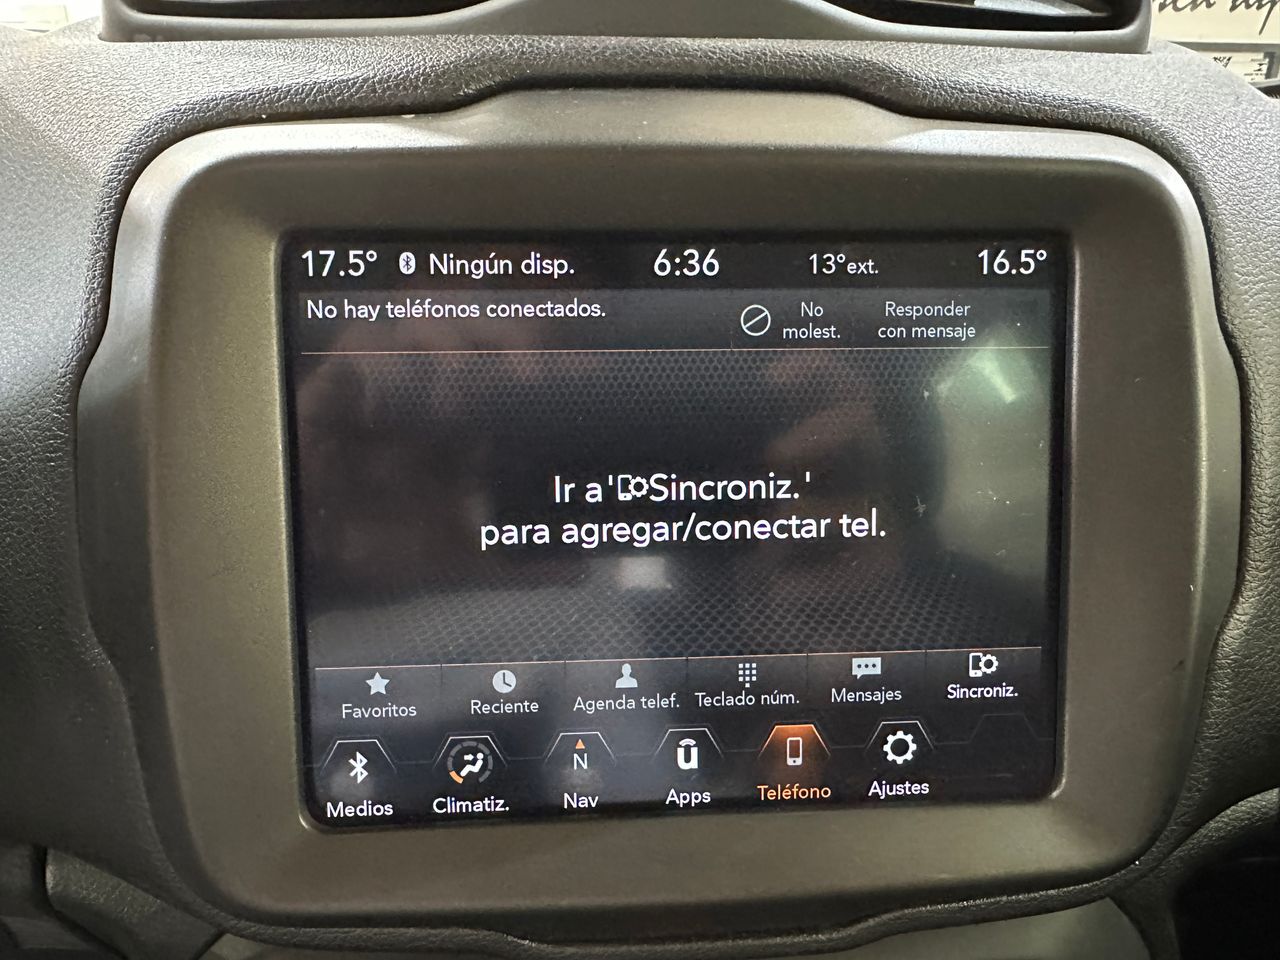 17.5° Ningún disp. 6:36 13°ext. 16.5°
No hay teléfonos conectados.
No molest.
Responder con mensaje
Ir a'Sincroniz.'
para agregar/conectar tel.
Favoritos Reciente Agenda telef. Teclado núm. Mensajes Sincroniz.
N
Medios Climatiz. Nav Apps Teléfono Ajustes